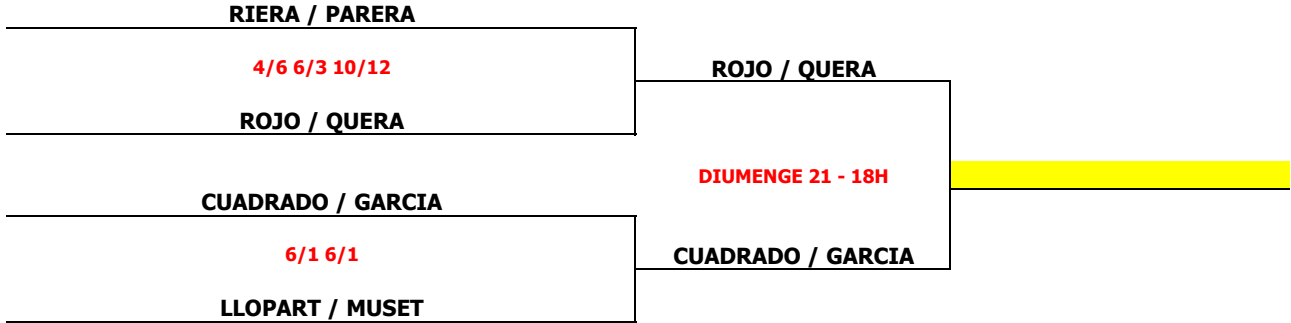 RIERA / PARERA
4/6 6/3 10/12
ROJO / QUERA
ROJO / QUERA
DIUMENGE 21 - 18H
CUADRADO / GARCIA
6/1 6/1
CUADRADO / GARCIA
LLOPART / MUSET